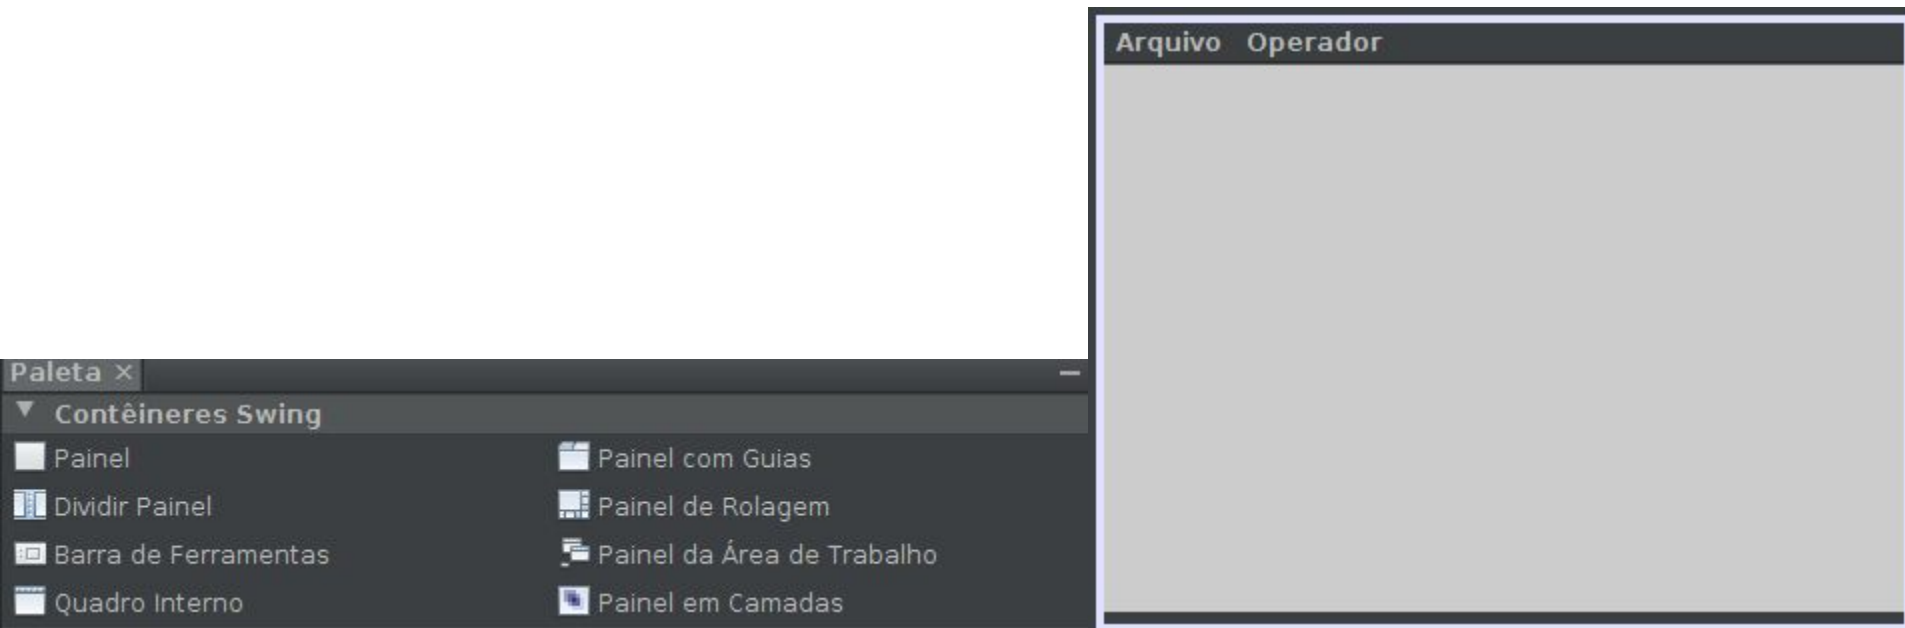 Arquivo Operador
Paleta
Contêineres Swing
Painel
Painel com Guias
Dividir Painel
Painel de Rolagem
Barra de Ferramentas
Painel da Área de Trabalho
Quadro Interno
Painel em Camadas